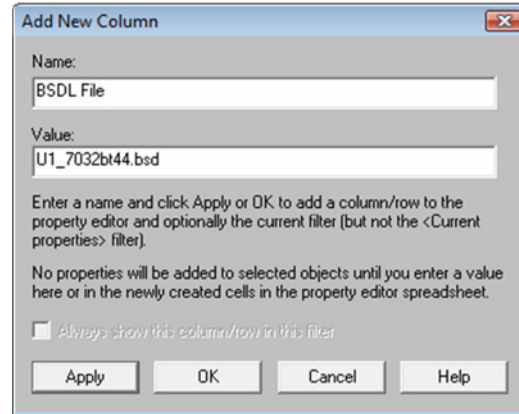 Add New Column
Name:
BSDL File
Value:
U1_7032bt44.bsd
Enter a name and click Apply or OK to add a column/row to the
property editor and optionally the current filter (but not the <Current
properties> filter).
No properties will be added to selected objects until you enter a value
here or in the newly created cells in the property editor spreadsheet.
Always show this column/row in this filter
Apply OK Cancel Help